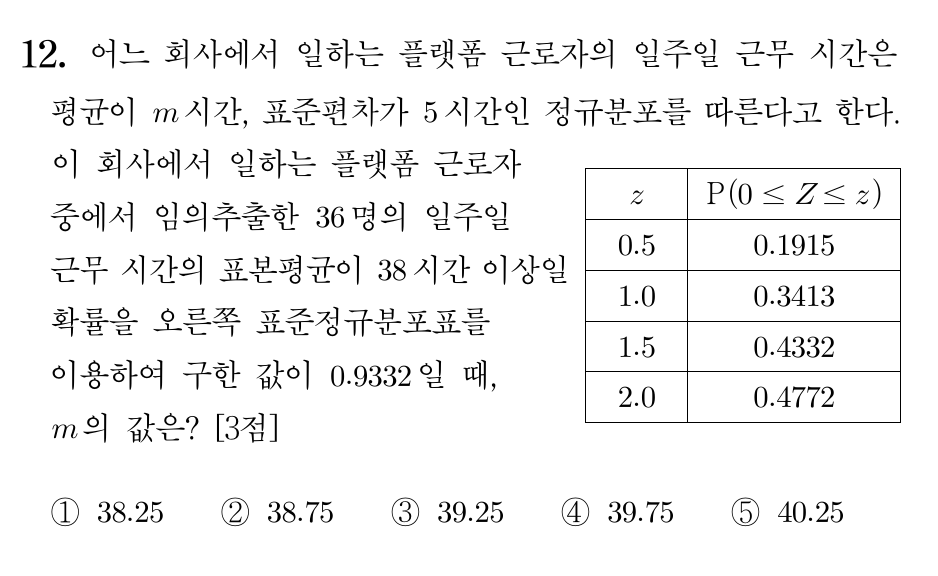 12. 어느 회사에서 일하는 플랫폼 근로자의 일주일 근무 시간은
평균이 m시간, 표준편차가 5시간인 정규분포를 따른다고 한다.
이 회사에서 일하는 플랫폼 근로자
중에서 임의추출한 36명의 일주일
근무 시간의 표본평균이 38시간 이상일
확률을 오른쪽 표준정규분포표를
이용하여 구한 값이 0.9332일 때,
m의 값은? [3점]
z P(0 ≤ Z ≤ z)
0.5 0.1915
1.0 0.3413
1.5 0.4332
2.0 0.4772
① 38.25 ② 38.75 ③ 39.25 ④ 39.75 ⑤ 40.25